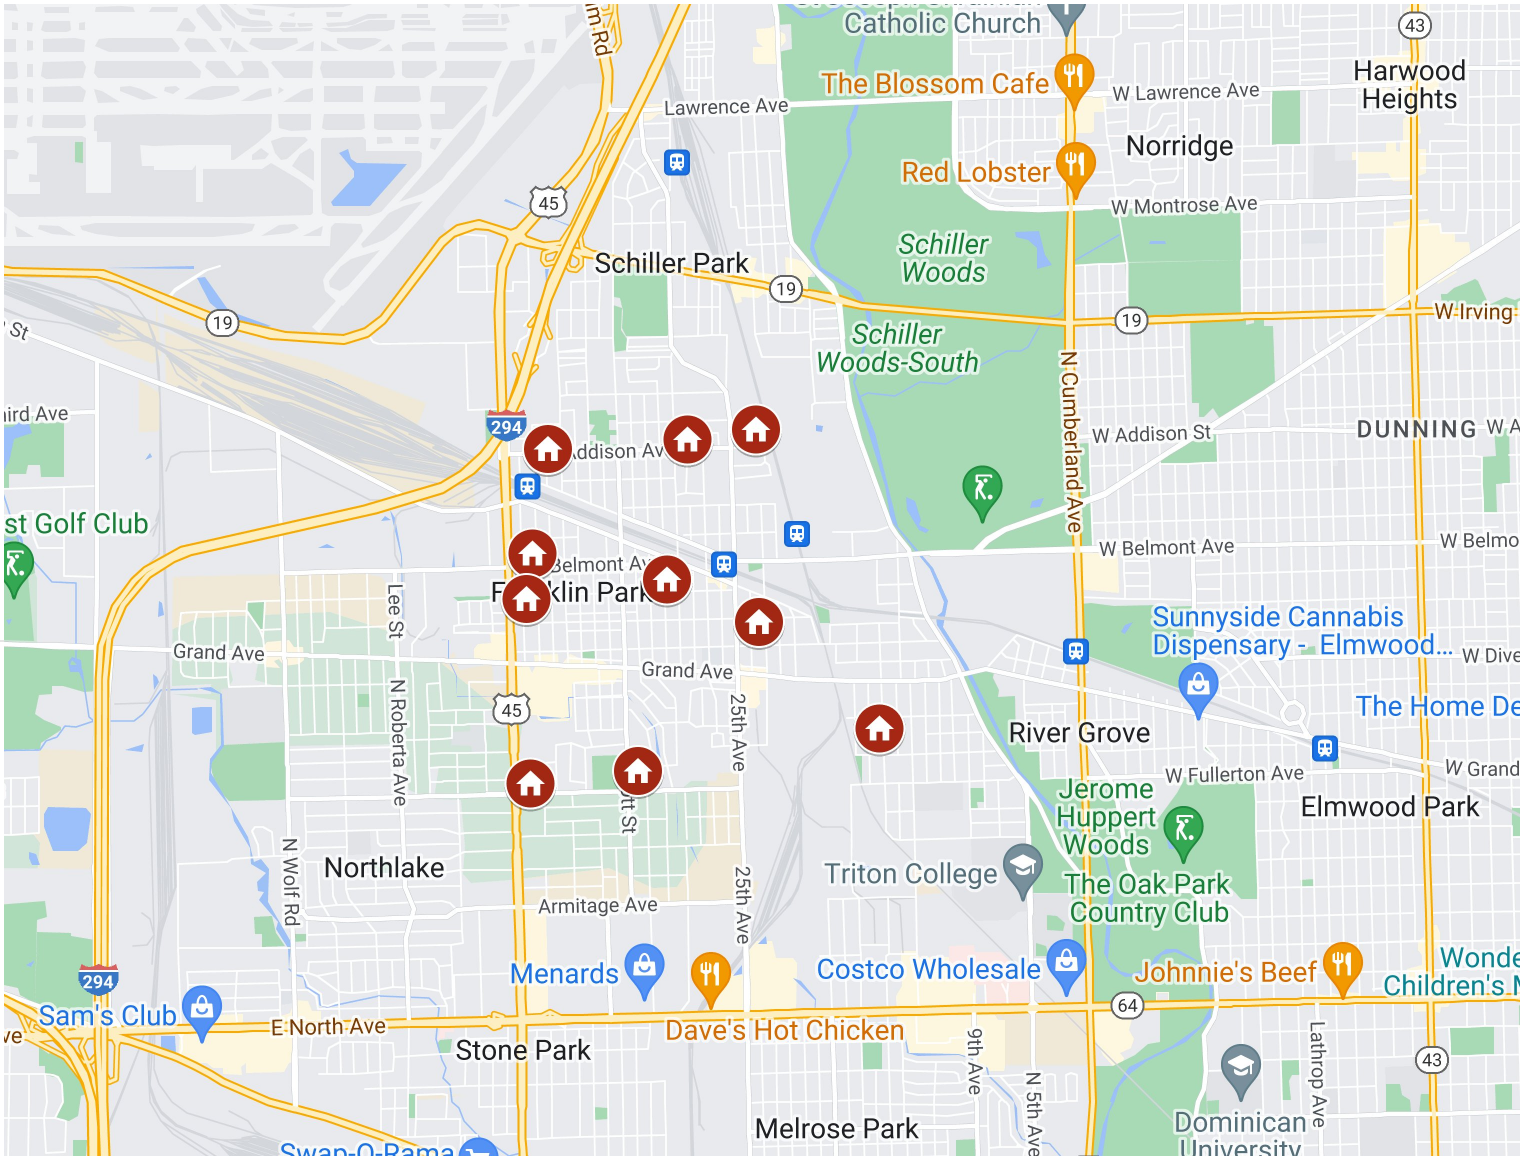 Catholic Church
43
The Blossom Cafe
Harwood
Heights
Lawrence Ave
W Lawrence Ave
Norridge
Red Lobster
45
W Montrose Ave
Schiller
Woods
Schiller Park
19
19
19
W Irving
St
Schiller
Woods-South
N Cumberland Ave
294
W Addison St
DUNNING
W A
Addison Av
st Golf Club
W Belmont Ave
W Belmo
Belmont Av
Lee St
Sunnyside Cannabis
Dispensary - Elmwood...
Grand Ave
Grand Ave
W Dive
N Roberta Ave
45
25th Ave
The Home De
River Grove
W Fullerton Ave
W Grand
Jerome
Huppert
Woods
Elmwood Park
N Wolf Rd
Northlake
Triton College
The Oak Park
Country Club
25th Ave
Armitage Ave
294
Menards
Costco Wholesale
Johnnie's Beef
Wonde
Children's M
Sam's Club
64
E North Ave
Dave's Hot Chicken
Stone Park
9th Ave
N 5th Ave
Lathrop Ave
43
Melrose Park
Dominican
University
Swap-O-Rama